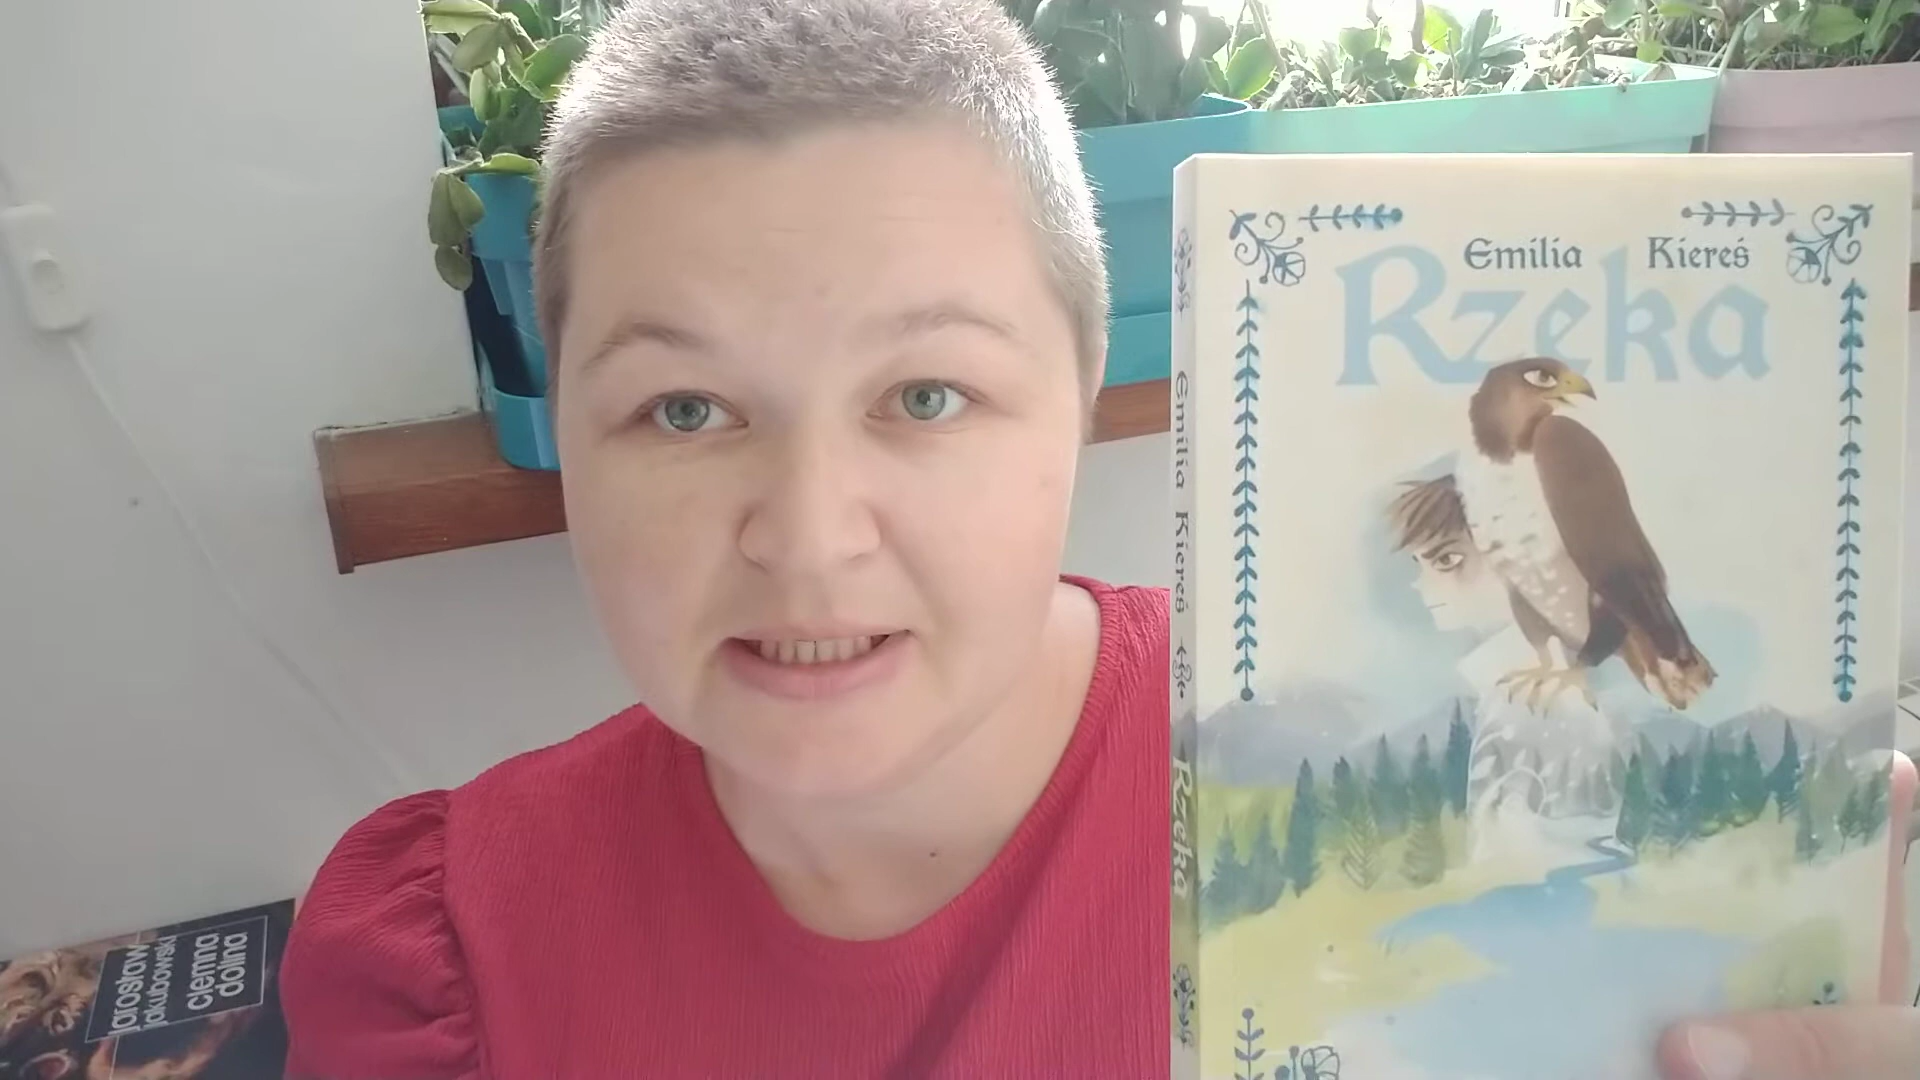 Emilia Kiereś
Rzeka
Emilia Kiereś Rzeka
jarosław
jakubowski
ciemna
dolina